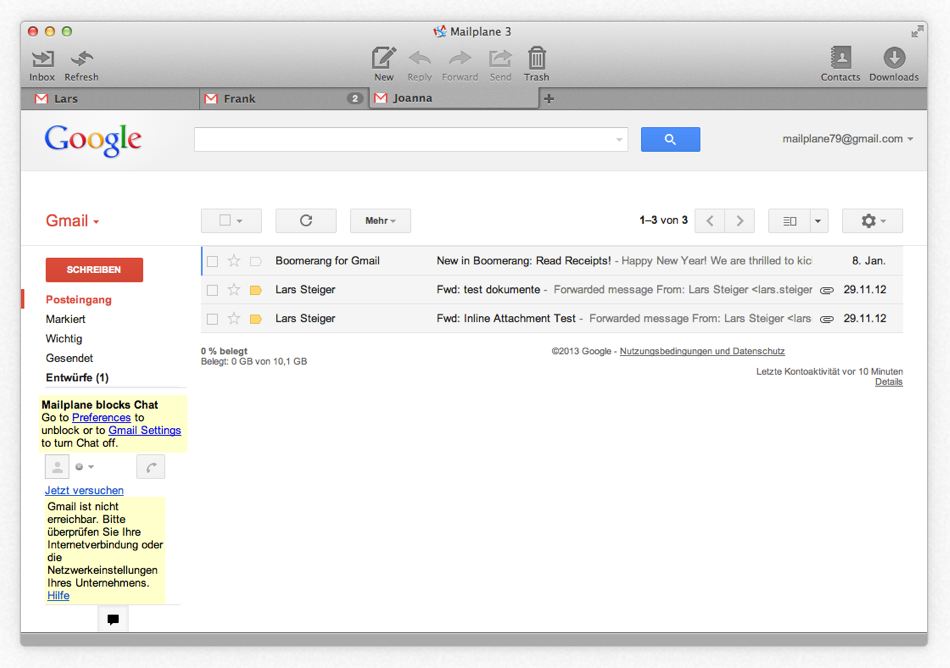 Mailplane 3
Inbox
Refresh
New
Reply
Forward
Send
Trash
Contacts
Downloads
Lars
Frank
2
Joanna
Google
mailplane79@gmail.com
Gmail
Mehr
1–3 von 3
SCHREIBEN
Posteingang
Markiert
Wichtig
Gesendet
Entwürfe (1)
Boomerang for Gmail New in Boomerang: Read Receipts! - Happy New Year! We are thrilled to kic 8. Jan.
Lars Steiger Fwd: test dokumente - Forwarded message From: Lars Steiger <lars.steiger 29.11.12
Lars Steiger Fwd: Inline Attachment Test - Forwarded message From: Lars Steiger <lars 29.11.12
0 % belegt
Belegt: 0 GB von 10,1 GB
©2013 Google - Nutzungsbedingungen und Datenschutz
Letzte Kontoaktivität vor 10 Minuten
Details
Mailplane blocks Chat
Go to Preferences to
unblock or to Gmail Settings
to turn Chat off.
Jetzt versuchen
Gmail ist nicht
erreichbar. Bitte
überprüfen Sie Ihre
Internetverbindung oder
die
Netzwerkeinstellungen
Ihres Unternehmens.
Hilfe